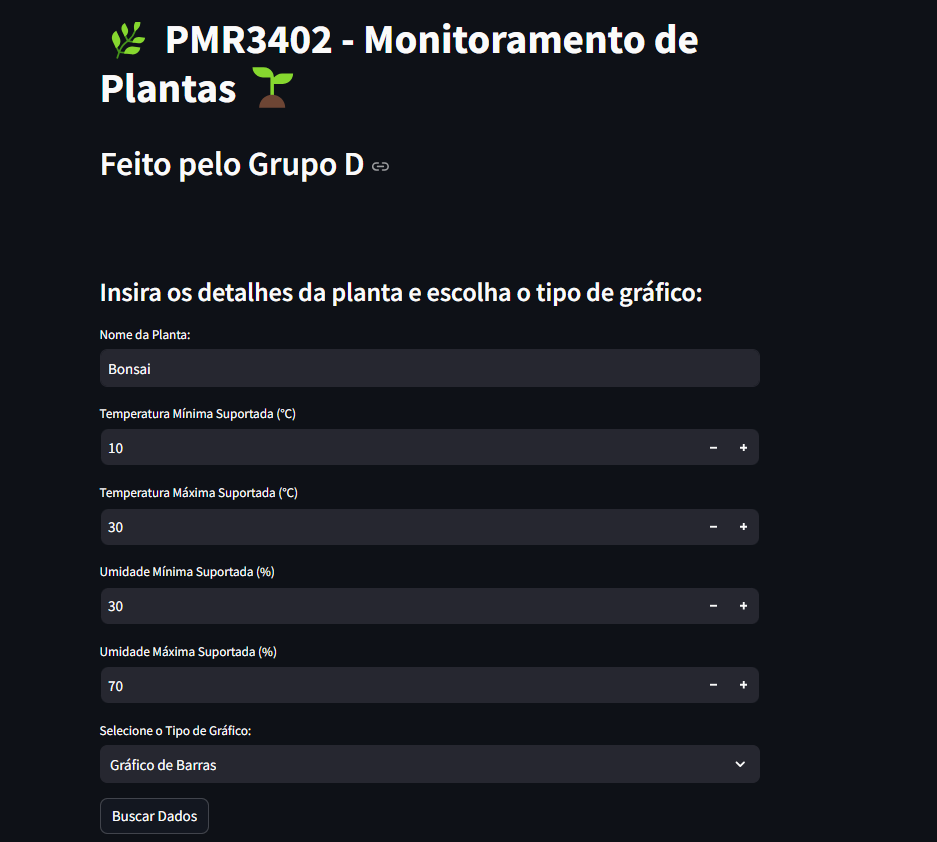 PMR3402 - Monitoramento de
Plantas
Feito pelo Grupo D
Insira os detalhes da planta e escolha o tipo de gráfico:
Nome da Planta:
Bonsai
Temperatura Mínima Suportada (°C)
10
Temperatura Máxima Suportada (°C)
30
Umidade Mínima Suportada (%)
30
Umidade Máxima Suportada (%)
70
Selecione o Tipo de Gráfico:
Gráfico de Barras
Buscar Dados